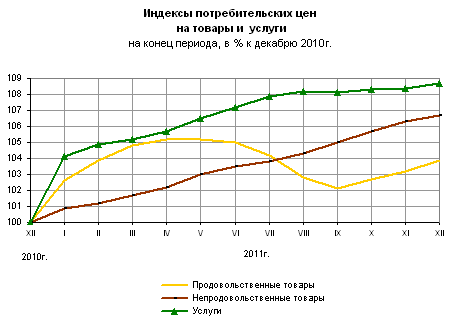 Индексы потребительских цен
на товары и услуги
на конец периода, в % к декабрю 2010г.
109
108
107
106
105
104
103
102
101
100
XII I II III IV V VI VII VIII IX X XI XII
2010г. 2011г.
Продовольственные товары
Непродовольственные товары
Услуги